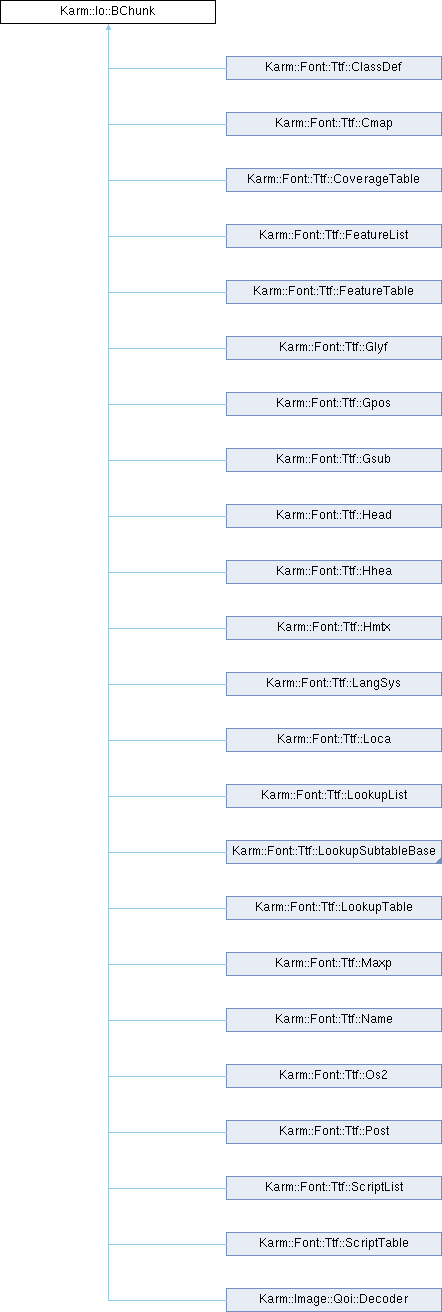 Karm::Io::BChunk
Karm::Font::Ttf::ClassDef
Karm::Font::Ttf::Cmap
Karm::Font::Ttf::CoverageTable
Karm::Font::Ttf::FeatureList
Karm::Font::Ttf::FeatureTable
Karm::Font::Ttf::Glyf
Karm::Font::Ttf::Gpos
Karm::Font::Ttf::Gsub
Karm::Font::Ttf::Head
Karm::Font::Ttf::Hhea
Karm::Font::Ttf::Hmtx
Karm::Font::Ttf::LangSys
Karm::Font::Ttf::Loca
Karm::Font::Ttf::LookupList
Karm::Font::Ttf::LookupSubtableBase
Karm::Font::Ttf::LookupTable
Karm::Font::Ttf::Maxp
Karm::Font::Ttf::Name
Karm::Font::Ttf::Os2
Karm::Font::Ttf::Post
Karm::Font::Ttf::ScriptList
Karm::Font::Ttf::ScriptTable
Karm::Image::Qoi::Decoder